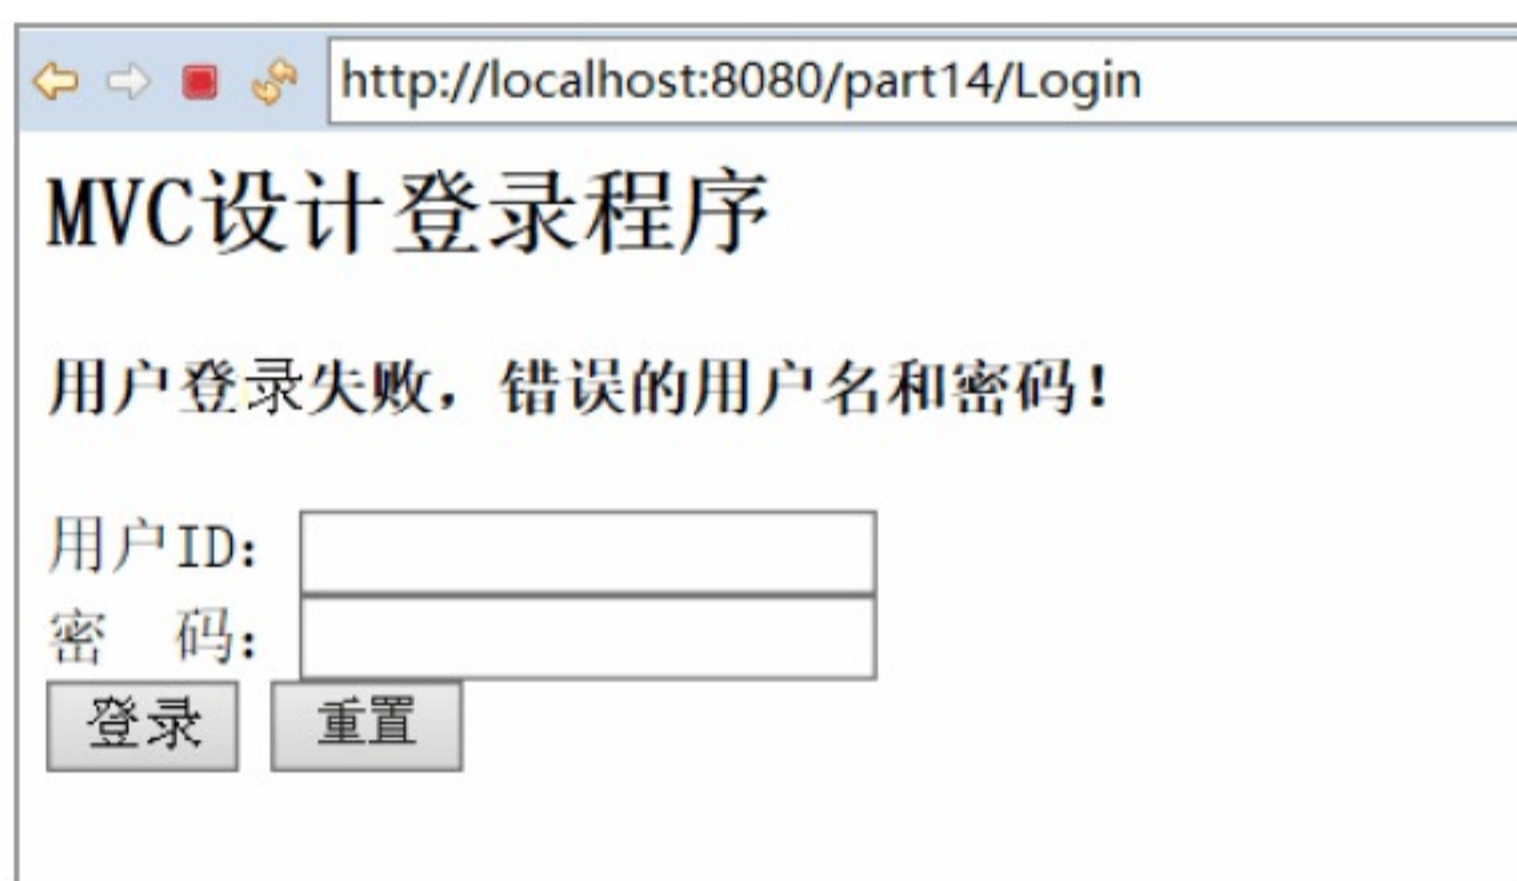 http://localhost:8080/part14/Login
MVC设计登录程序
用户登录失败，错误的用户名和密码！
用户ID：
密　码：
登录 重置